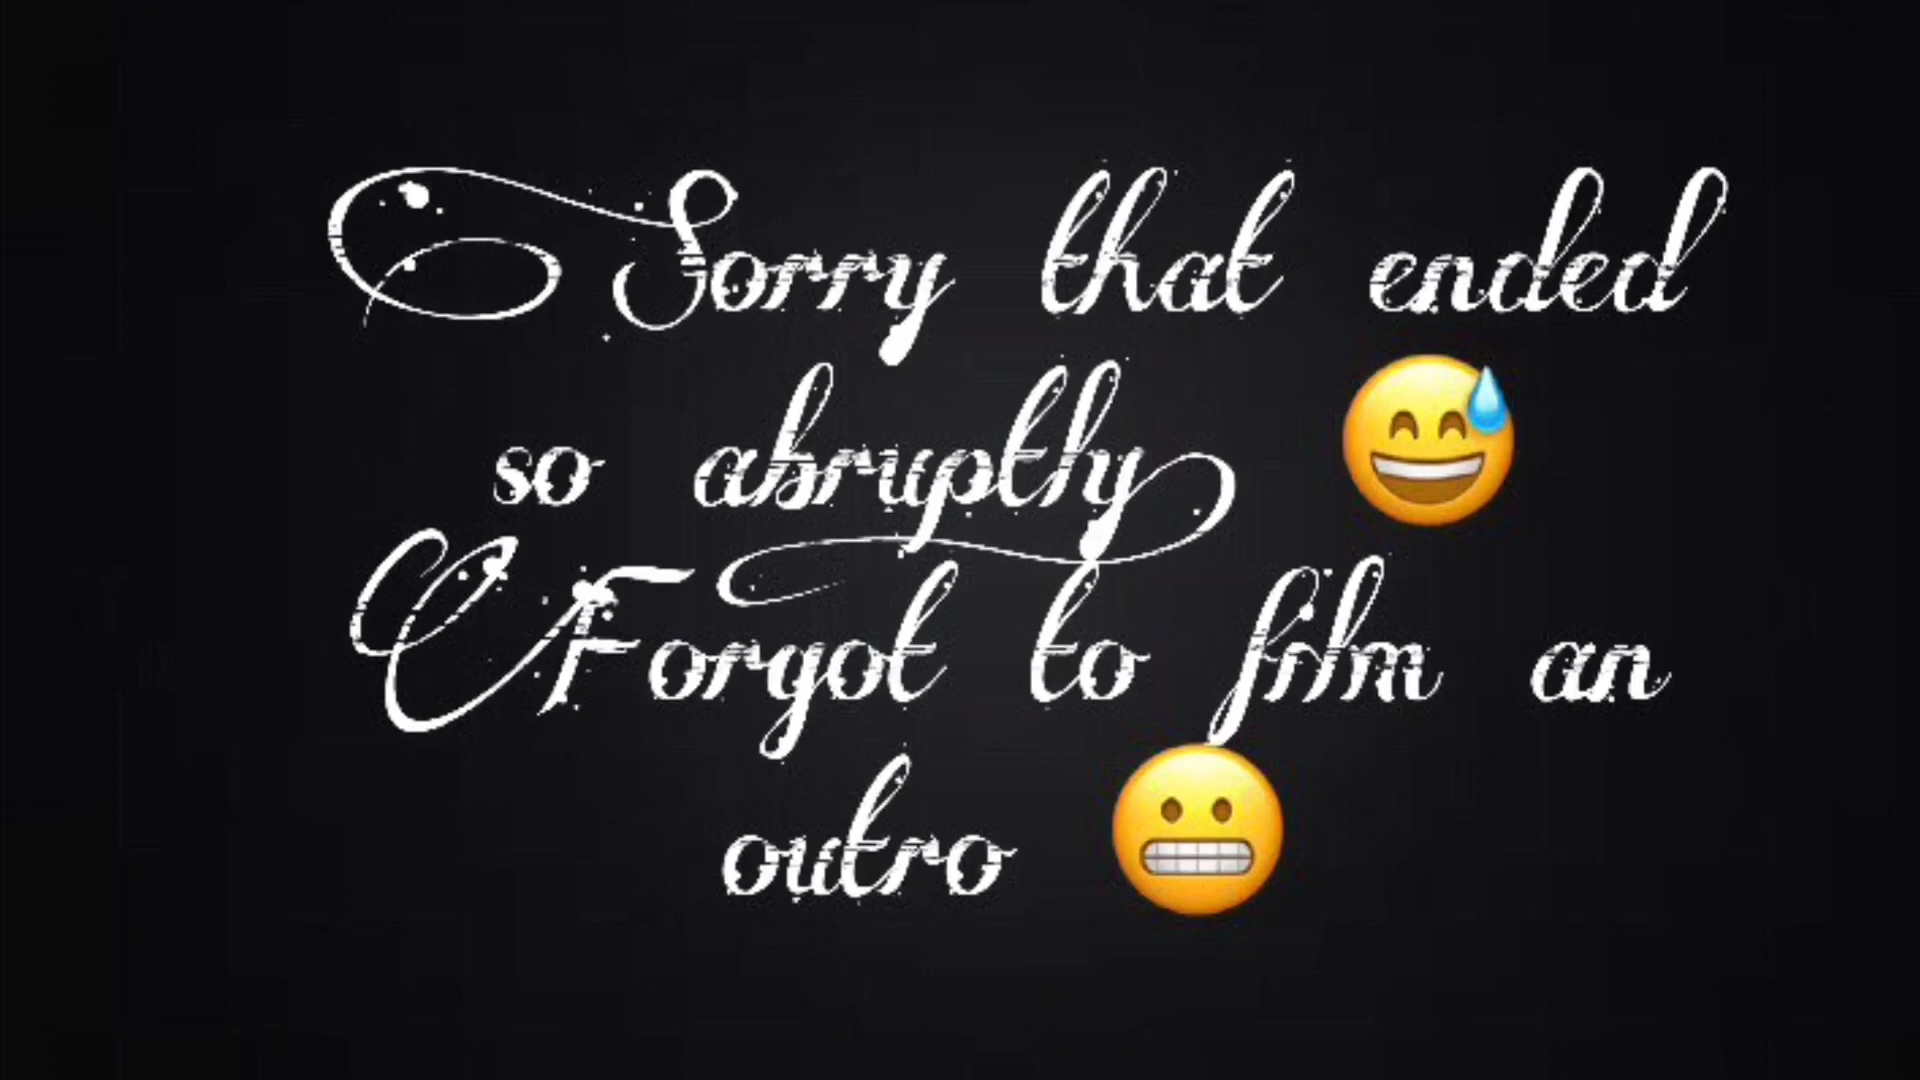 Sorry that ended
so abruptly 😅
Forgot to film an
outro 😬